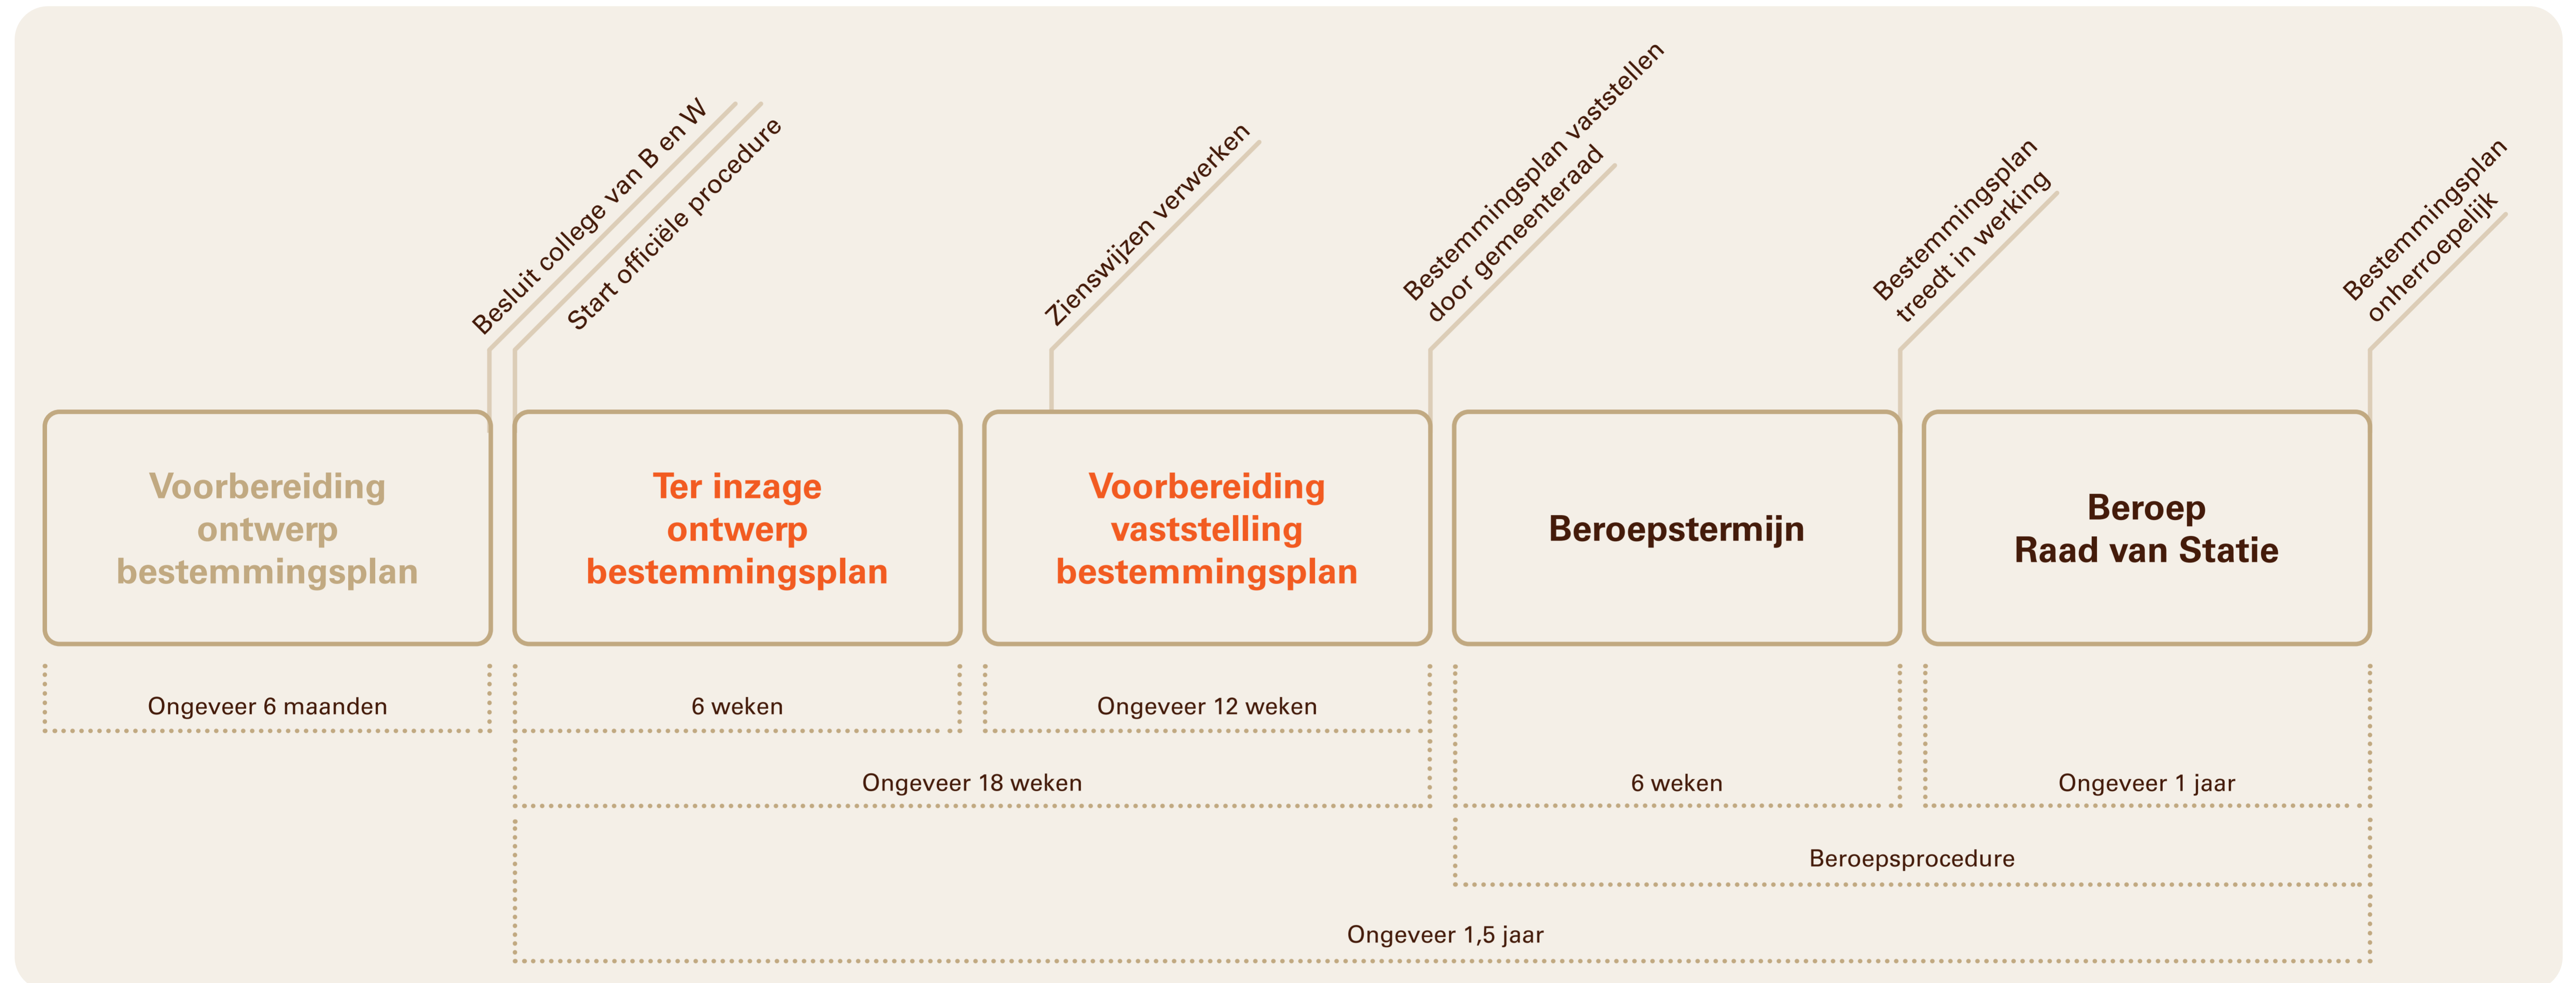 Besluit college van B en W
Start officiële procedure
Zienswijzen verwerken
Bestemmingsplan vaststellen
door gemeenteraad
Bestemmingsplan
treedt in werking
Bestemmingsplan
onherroepelijk
Voorbereiding
ontwerp
bestemmingsplan
Ter inzage
ontwerp
bestemmingsplan
Voorbereiding
vaststelling
bestemmingsplan
Beroepstermijn
Beroep
Raad van Statie
Ongeveer 6 maanden
6 weken
Ongeveer 12 weken
Ongeveer 18 weken
6 weken
Ongeveer 1 jaar
Beroepsprocedure
Ongeveer 1,5 jaar